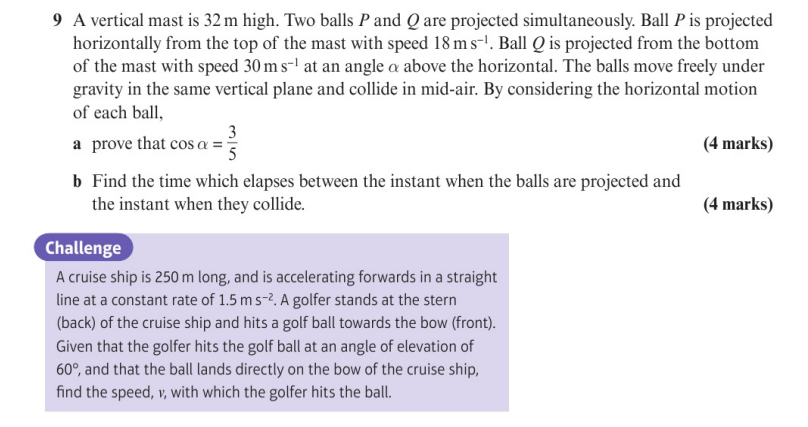 9 A vertical mast is 32 m high. Two balls P and Q are projected simultaneously. Ball P is projected
horizontally from the top of the mast with speed 18 m s⁻¹. Ball Q is projected from the bottom
of the mast with speed 30 m s⁻¹ at an angle α above the horizontal. The balls move freely under
gravity in the same vertical plane and collide in mid-air. By considering the horizontal motion
of each ball,
a prove that cos α = 3/5 (4 marks)
b Find the time which elapses between the instant when the balls are projected and
the instant when they collide. (4 marks)
Challenge
A cruise ship is 250 m long, and is accelerating forwards in a straight
line at a constant rate of 1.5 m s⁻². A golfer stands at the stern
(back) of the cruise ship and hits a golf ball towards the bow (front).
Given that the golfer hits the golf ball at an angle of elevation of
60°, and that the ball lands directly on the bow of the cruise ship,
find the speed, v, with which the golfer hits the ball.